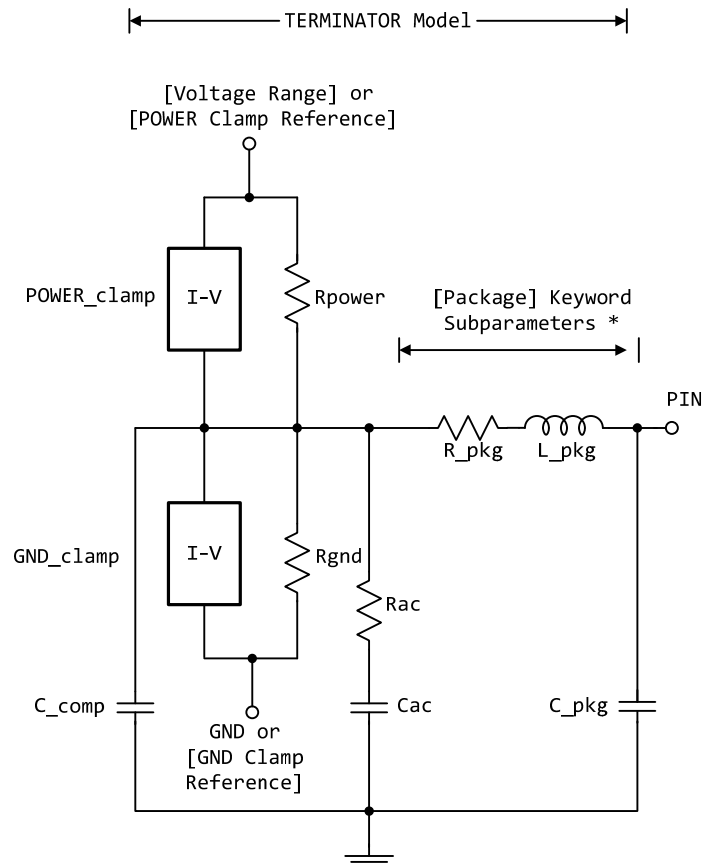 TERMINATOR Model
[Voltage Range] or
[POWER Clamp Reference]
POWER_clamp
I-V
Rpower
[Package] Keyword
Subparameters *
PIN
R_pkg
L_pkg
GND_clamp
I-V
Rgnd
Rac
C_comp
Cac
C_pkg
GND or
[GND Clamp
Reference]